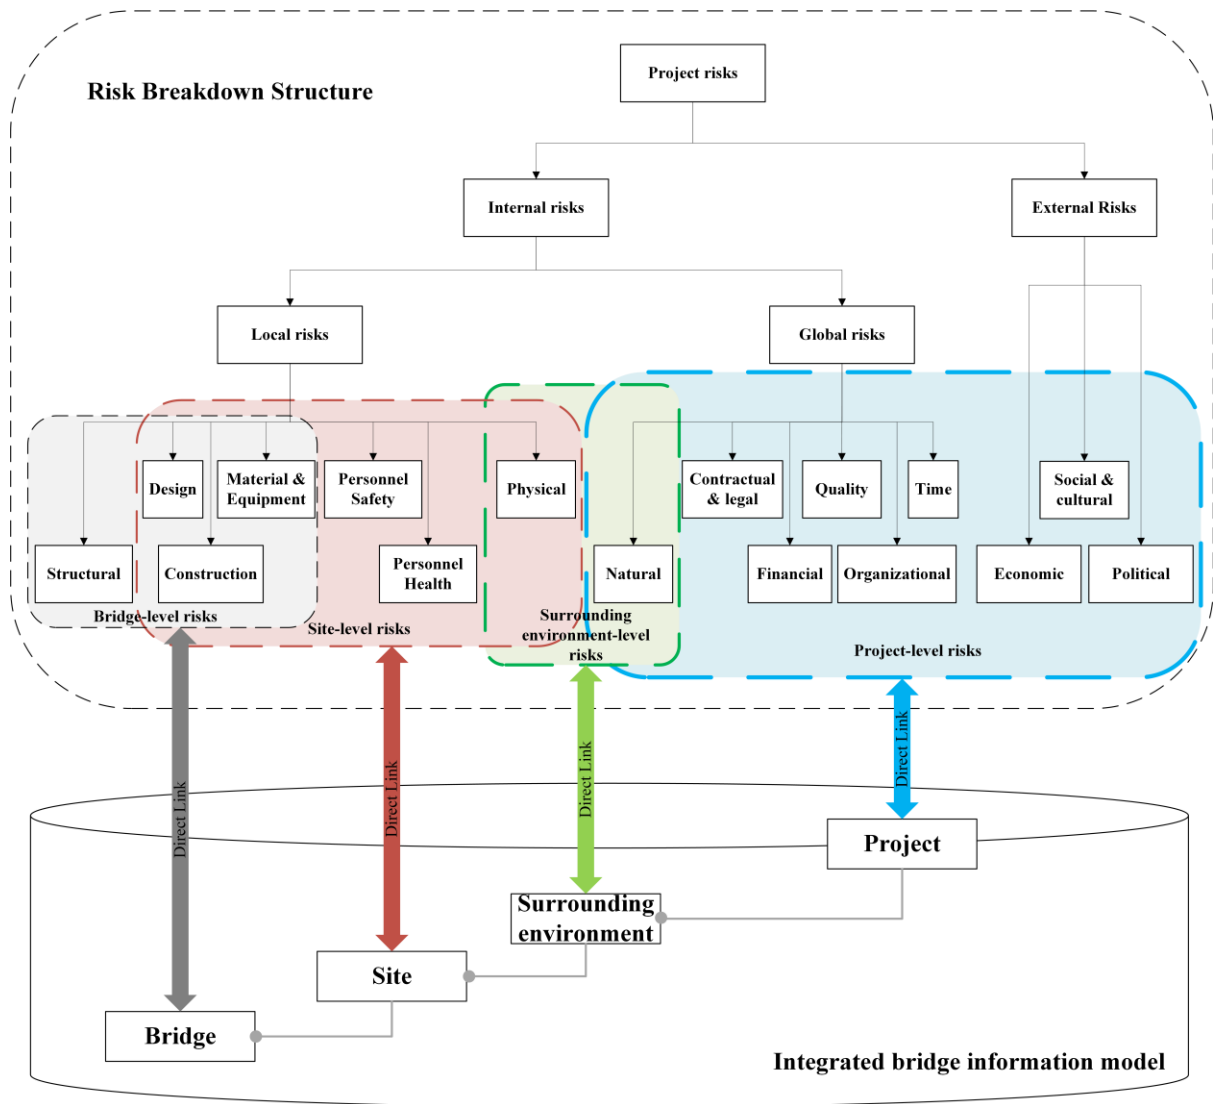 Project risks
Risk Breakdown Structure
Internal risks
External Risks
Local risks
Global risks
Design
Material &
Equipment
Personnel
Safety
Physical
Contractual
& legal
Quality
Time
Social &
cultural
Structural
Construction
Personnel
Health
Natural
Financial
Organizational
Economic
Political
Bridge-level risks
Site-level risks
Surrounding
environment-level
risks
Project-level risks
Direct Link
Direct Link
Direct Link
Direct Link
Project
Surrounding
environment
Site
Bridge
Integrated bridge information model